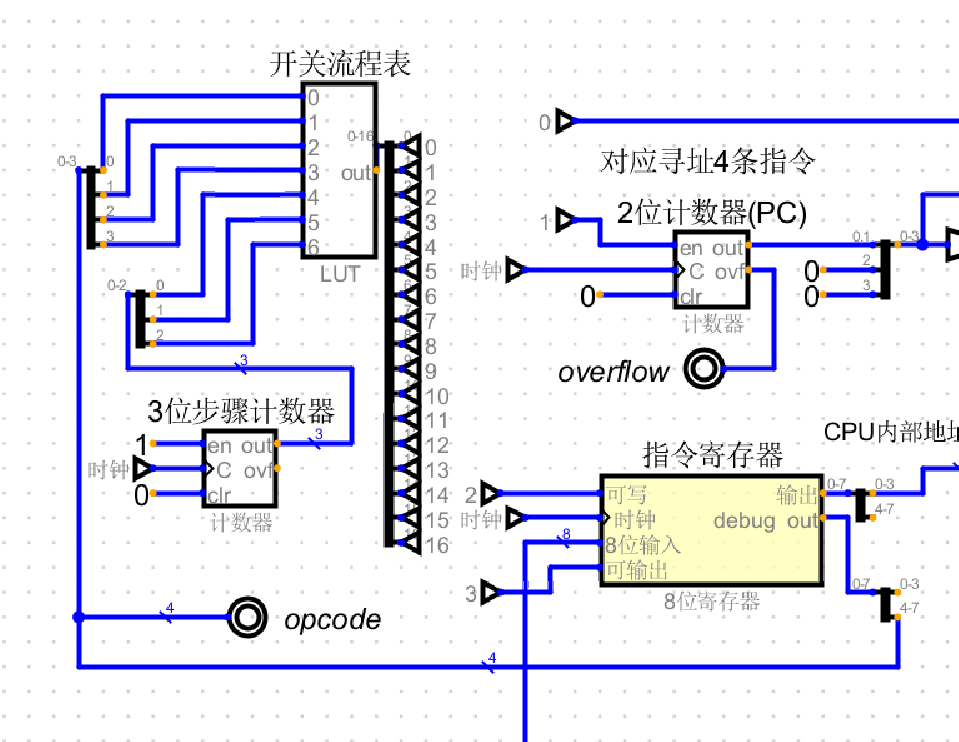 开关流程表
0-16
0
1
2
3
4
5
6
out
LUT
0-3
0
1
2
3
0-2
0
1
2
3
3位步骤计数器
1
时钟
0
en out
C ovf
clr
3
计数器
0
1
2
3
4
5
6
7
8
9
10
11
12
13
14
15
16
4
opcode
4
0
对应寻址4条指令
2位计数器(PC)
1
时钟
0
en out
C ovf
clr
计数器
overflow
0,1
2
3
0-3
0
0
CPU内部地址
指令寄存器
2
时钟
3
8
可写
时钟
8位输入
可输出
输出
debug out
8位寄存器
0-7
0-3
4-7
0-7
0-3
4-7